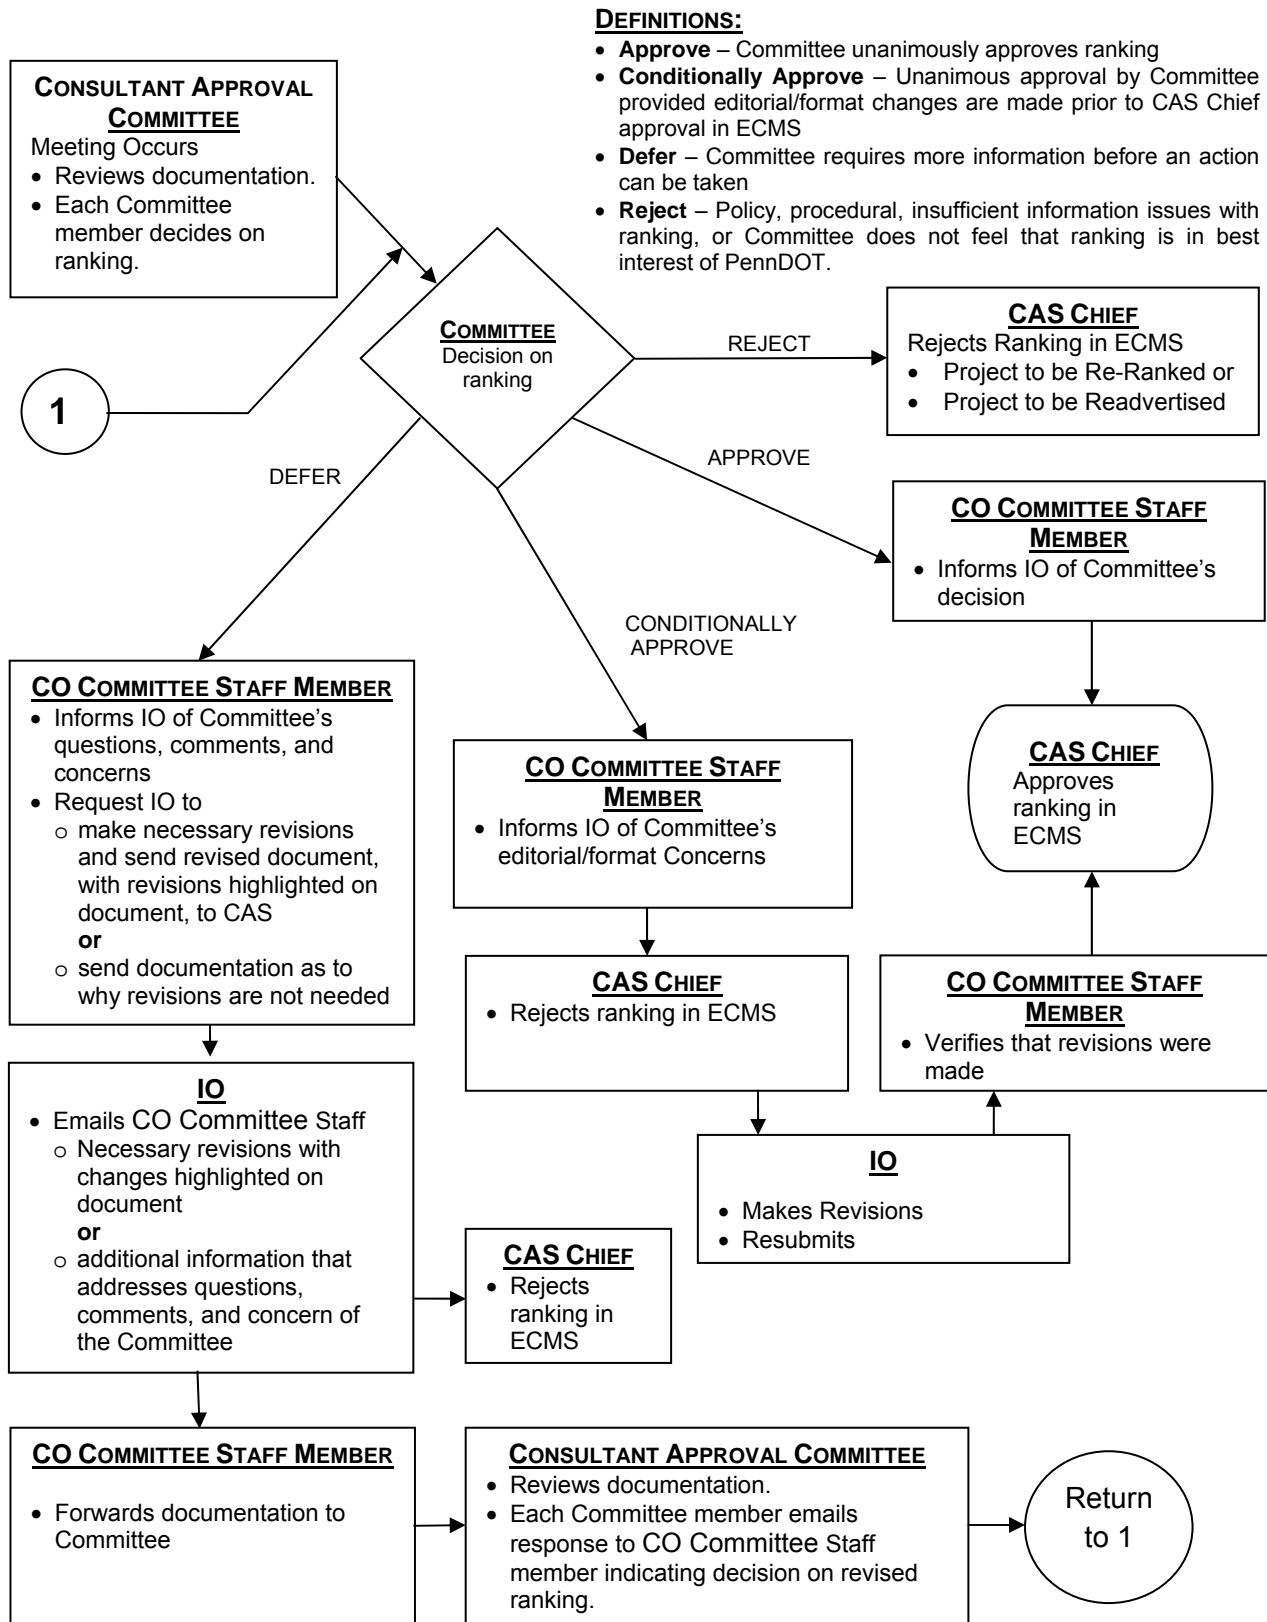 DEFINITIONS:
• Approve – Committee unanimously approves ranking
• Conditionally Approve – Unanimous approval by Committee
provided editorial/format changes are made prior to CAS Chief
approval in ECMS
• Defer – Committee requires more information before an action
can be taken
• Reject – Policy, procedural, insufficient information issues with
ranking, or Committee does not feel that ranking is in best
interest of PennDOT.
CONSULTANT APPROVAL
COMMITTEE
Meeting Occurs
• Reviews documentation.
• Each Committee
member decides on
ranking.
1
COMMITTEE
Decision on
ranking
REJECT
CAS CHIEF
Rejects Ranking in ECMS
• Project to be Re-Ranked or
• Project to be Readvertised
APPROVE
CO COMMITTEE STAFF
MEMBER
• Informs IO of Committee's
decision
CAS CHIEF
Approves
ranking in
ECMS
DEFER
CONDITIONALLY
APPROVE
CO COMMITTEE STAFF MEMBER
• Informs IO of Committee's
questions, comments, and
concerns
• Request IO to
o make necessary revisions
and send revised document,
with revisions highlighted on
document, to CAS
or
o send documentation as to
why revisions are not needed
CO COMMITTEE STAFF
MEMBER
• Informs IO of Committee's
editorial/format Concerns
CAS CHIEF
• Rejects ranking in ECMS
CO COMMITTEE STAFF
MEMBER
• Verifies that revisions were
made
IO
• Makes Revisions
• Resubmits
IO
• Emails CO Committee Staff
o Necessary revisions with
changes highlighted on
document
or
o additional information that
addresses questions,
comments, and concern of
the Committee
CAS CHIEF
• Rejects
ranking in
ECMS
CO COMMITTEE STAFF MEMBER
• Forwards documentation to
Committee
CONSULTANT APPROVAL COMMITTEE
• Reviews documentation.
• Each Committee member emails
response to CO Committee Staff
member indicating decision on revised
ranking.
Return
to 1